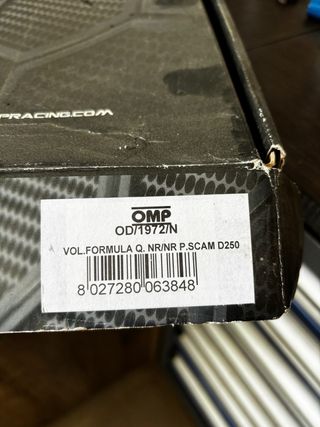 PRACING.COM
OMP
OD/1972/N
VOL.FORMULA Q. NR/NR P.SCAM D250
8 027280 063848